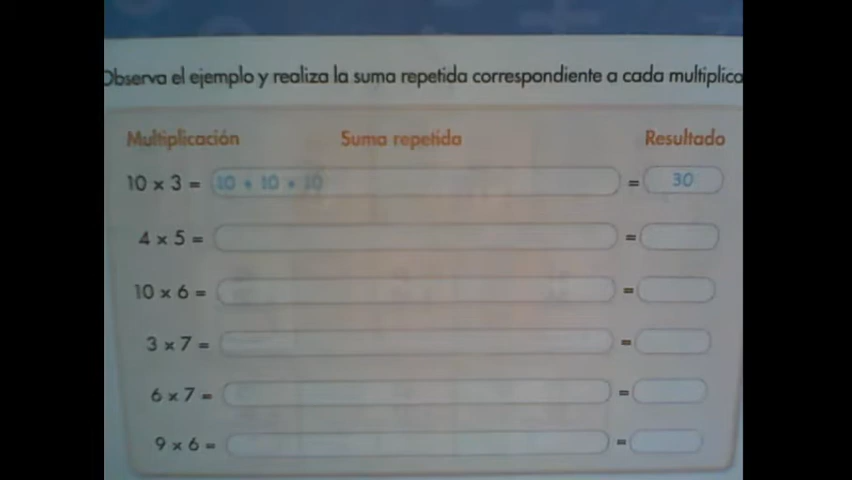 Observa el ejemplo y realiza la suma repetida correspondiente a cada multiplica
Multiplicación Suma repetida Resultado
10 x 3 = 10 + 10 + 10 = 30
4 x 5 = =
10 x 6 = =
3 x 7 = =
6 x 7 = =
9 x 6 = =